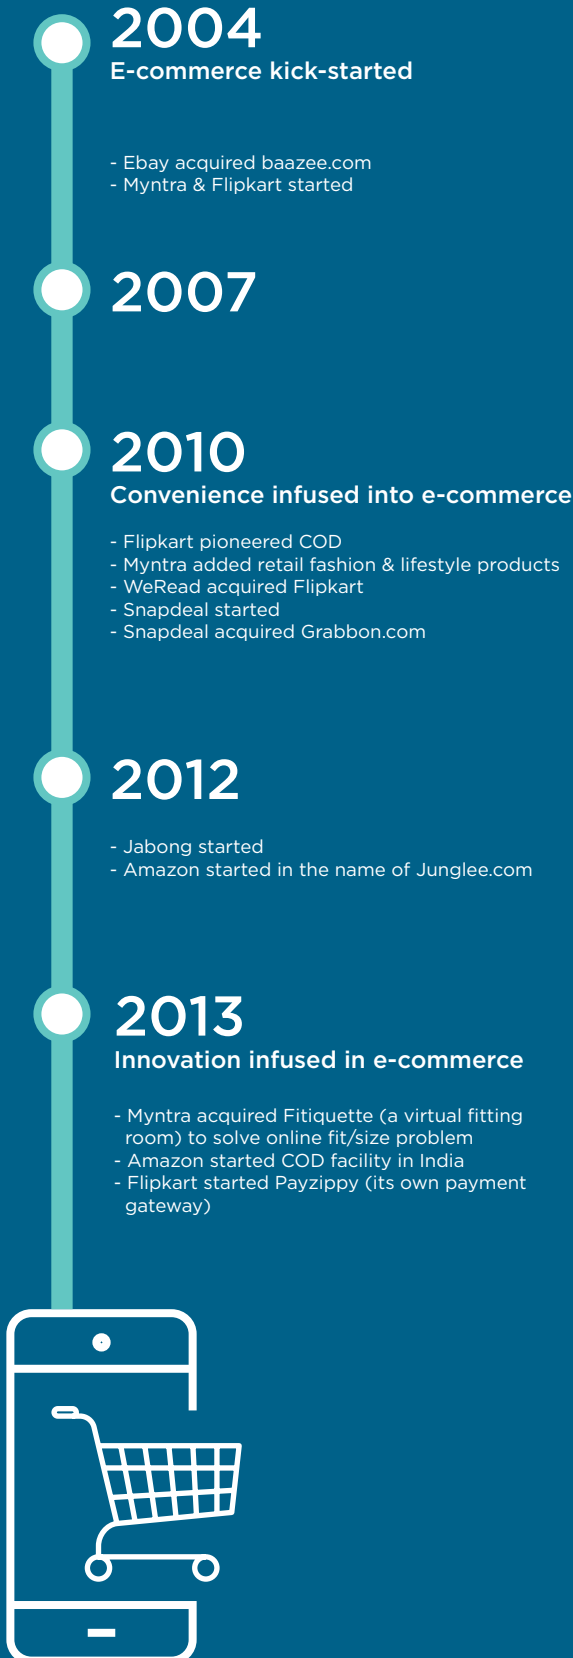 2004
E-commerce kick-started
- Ebay acquired baazee.com
- Myntra & Flipkart started
2007
2010
Convenience infused into e-commerce
- Flipkart pioneered COD
- Myntra added retail fashion & lifestyle products
- WeRead acquired Flipkart
- Snapdeal started
- Snapdeal acquired Grabbon.com
2012
- Jabong started
- Amazon started in the name of Junglee.com
2013
Innovation infused in e-commerce
- Myntra acquired Fitiquette (a virtual fitting
room) to solve online fit/size problem
- Amazon started COD facility in India
- Flipkart started Payzippy (its own payment
gateway)